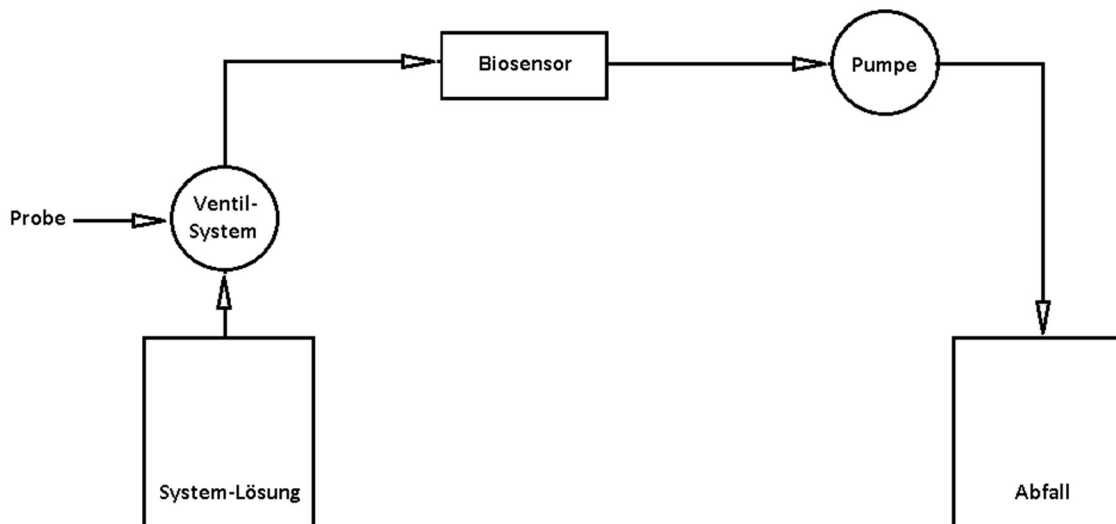 Biosensor
Pumpe
Probe
Ventil-
System
System-Lösung
Abfall